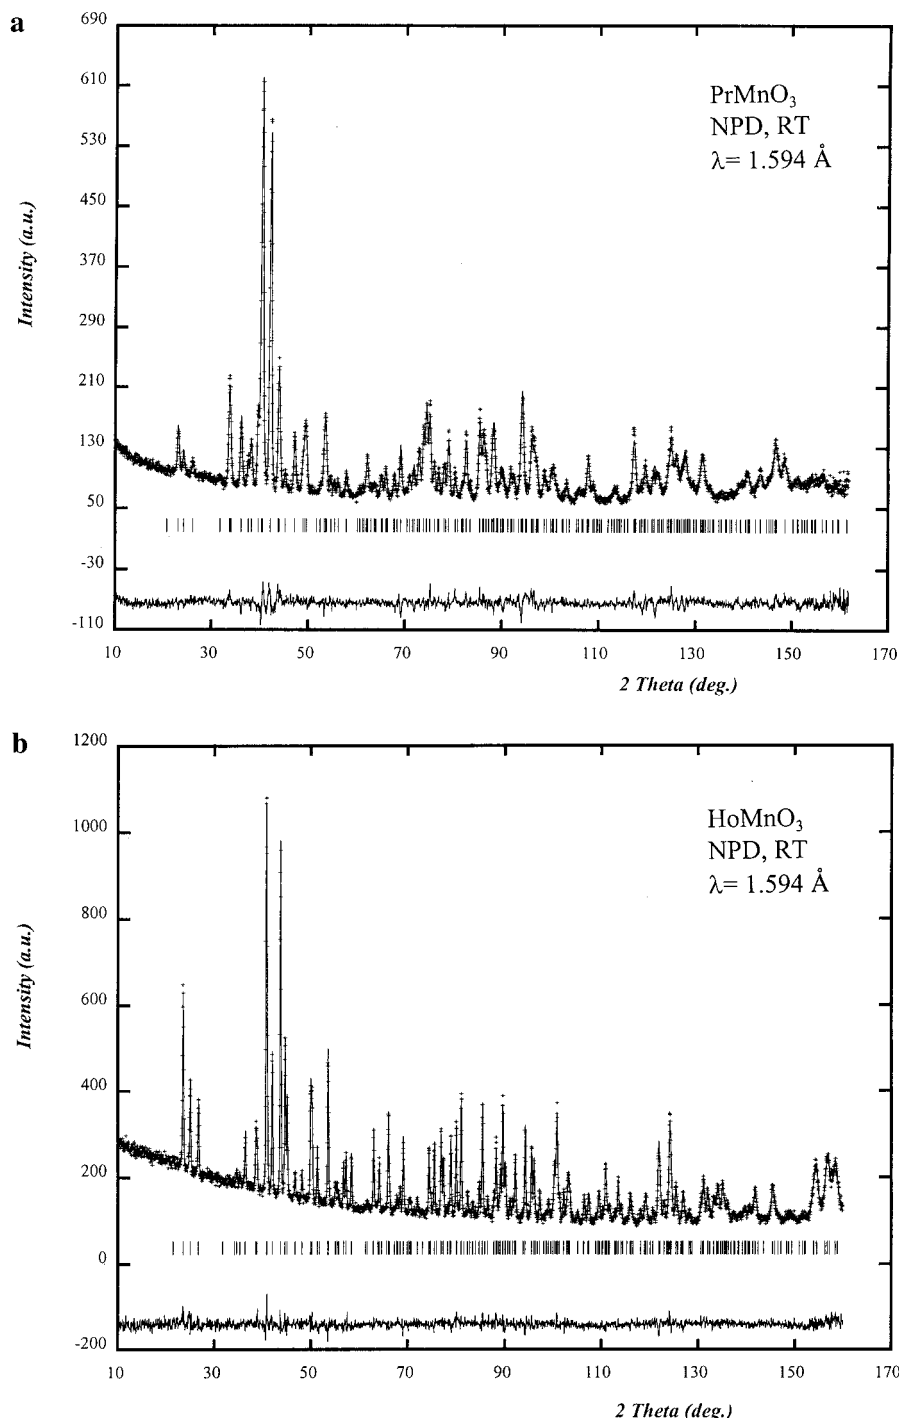 a
690
610
530
450
370
290
210
130
50
-30
-110
Intensity (a.u.)
PrMnO₃
NPD, RT
λ= 1.594 Å
10 30 50 70 90 110 130 150 170
2 Theta (deg.)
b
1200
1000
800
600
400
200
0
-200
Intensity (a.u.)
HoMnO₃
NPD, RT
λ= 1.594 Å
10 30 50 70 90 110 130 150 170
2 Theta (deg.)